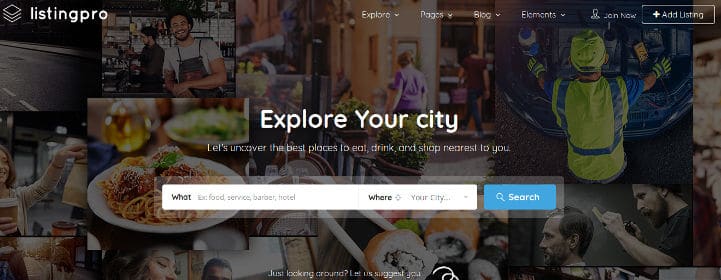 listingpro
Explore
Pages
Blog
Elements
Join Now
+ Add Listing
Explore Your city
Let's uncover the best places to eat, drink, and shop nearest to you.
What
Ex: food, service, barber, hotel
Where
Your City...
Search
Just looking around? Let us suggest you